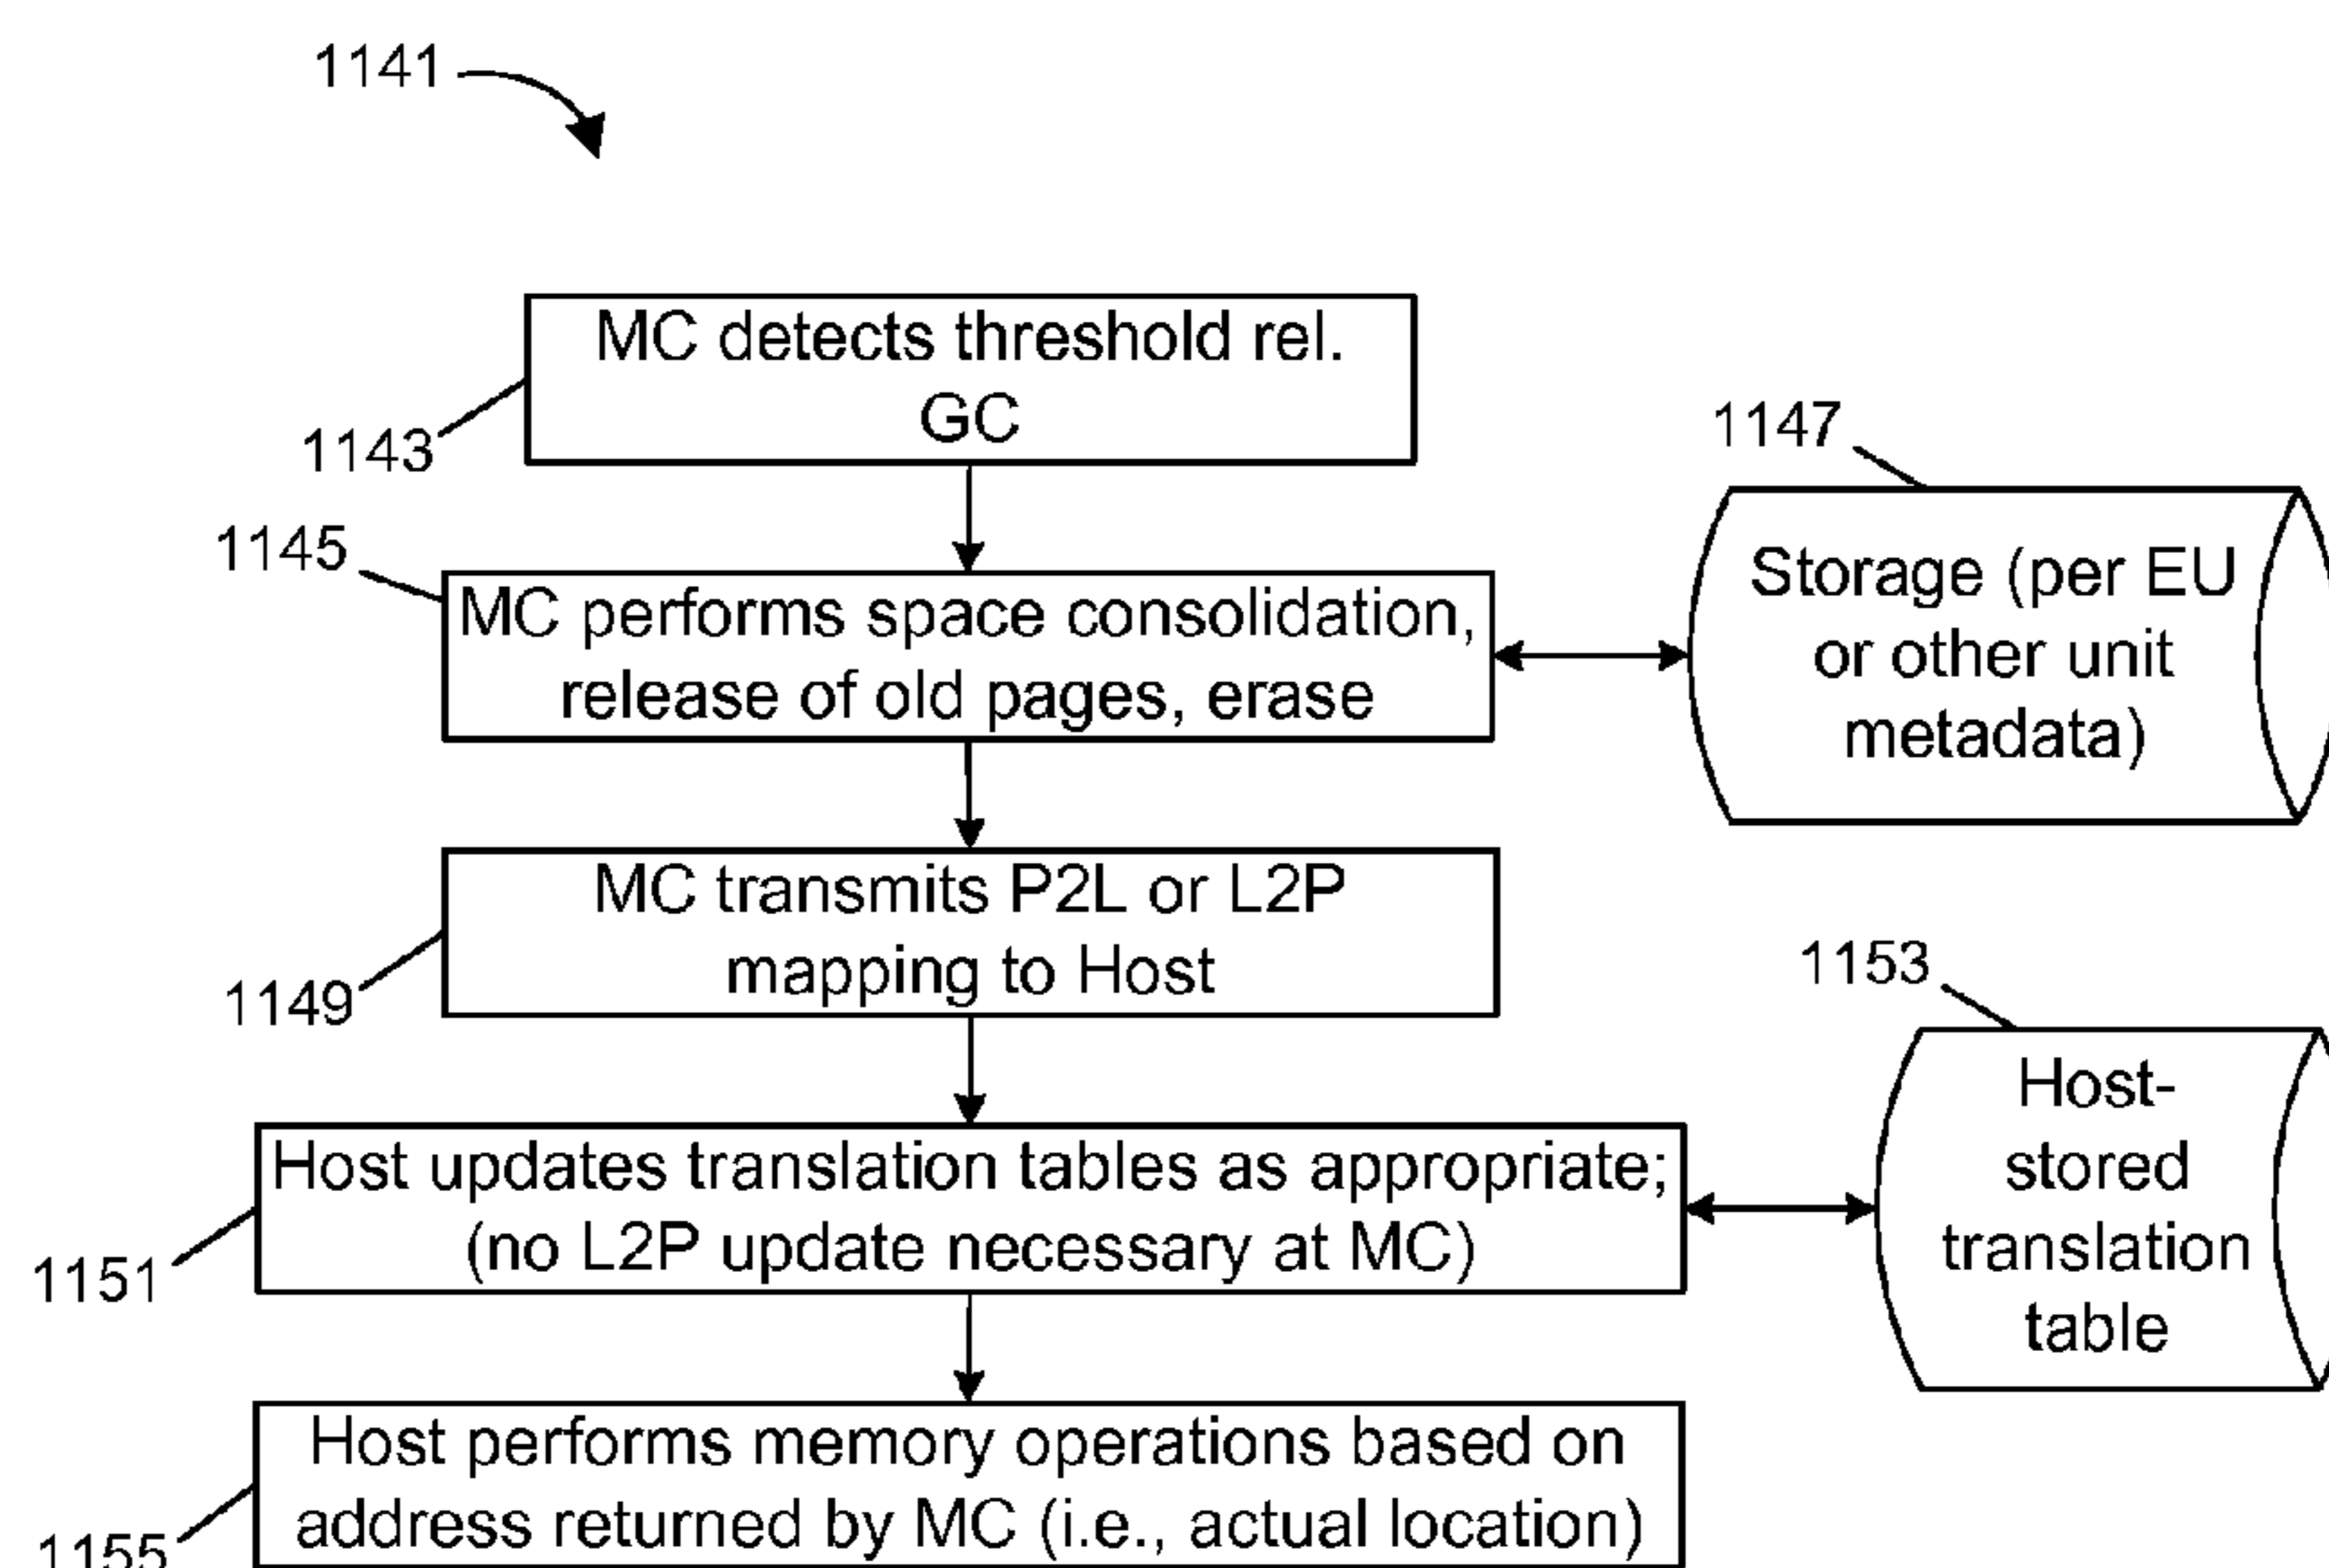 1141
MC detects threshold rel.
GC
1143
1147
1145
MC performs space consolidation,
release of old pages, erase
Storage (per EU
or other unit
metadata)
MC transmits P2L or L2P
mapping to Host
1149
1153
Host updates translation tables as appropriate;
(no L2P update necessary at MC)
1151
Host-
stored
translation
table
Host performs memory operations based on
address returned by MC (i.e., actual location)
1155